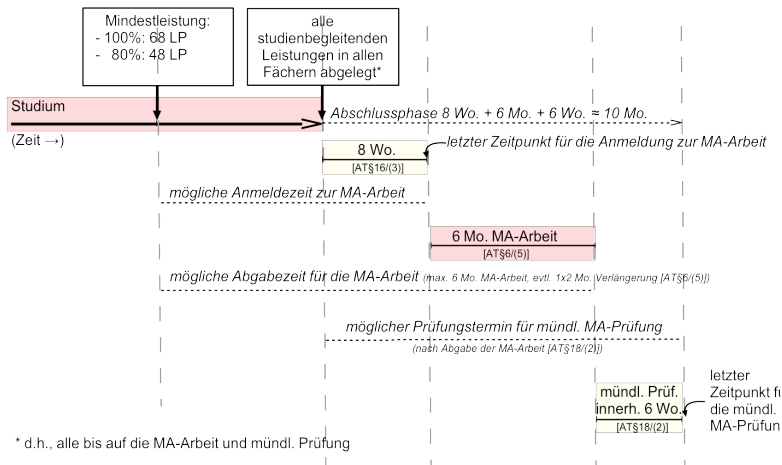 Mindestleistung:
- 100%: 68 LP
- 80%: 48 LP
alle
studienbegleitenden
Leistungen in allen
Fächern abgelegt*
Studium
(Zeit →)
Abschlussphase 8 Wo. + 6 Mo. + 6 Wo. ≈ 10 Mo.
8 Wo.
[AT§16/(3)]
letzter Zeitpunkt für die Anmeldung zur MA-Arbeit
mögliche Anmeldezeit zur MA-Arbeit
6 Mo. MA-Arbeit
[AT§6/(5)]
mögliche Abgabezeit für die MA-Arbeit (max. 6 Mo. MA-Arbeit, evtl. 1x2 Mo. Verlängerung [AT§6/(5)])
möglicher Prüfungstermin für mündl. MA-Prüfung
(nach Abgabe der MA-Arbeit [AT§18/(2)])
mündl. Prüf.
innerh. 6 Wo.
[AT§18/(2)]
letzter
Zeitpunkt
die mündl.
* d.h., alle bis auf die MA-Arbeit und mündl. Prüfung